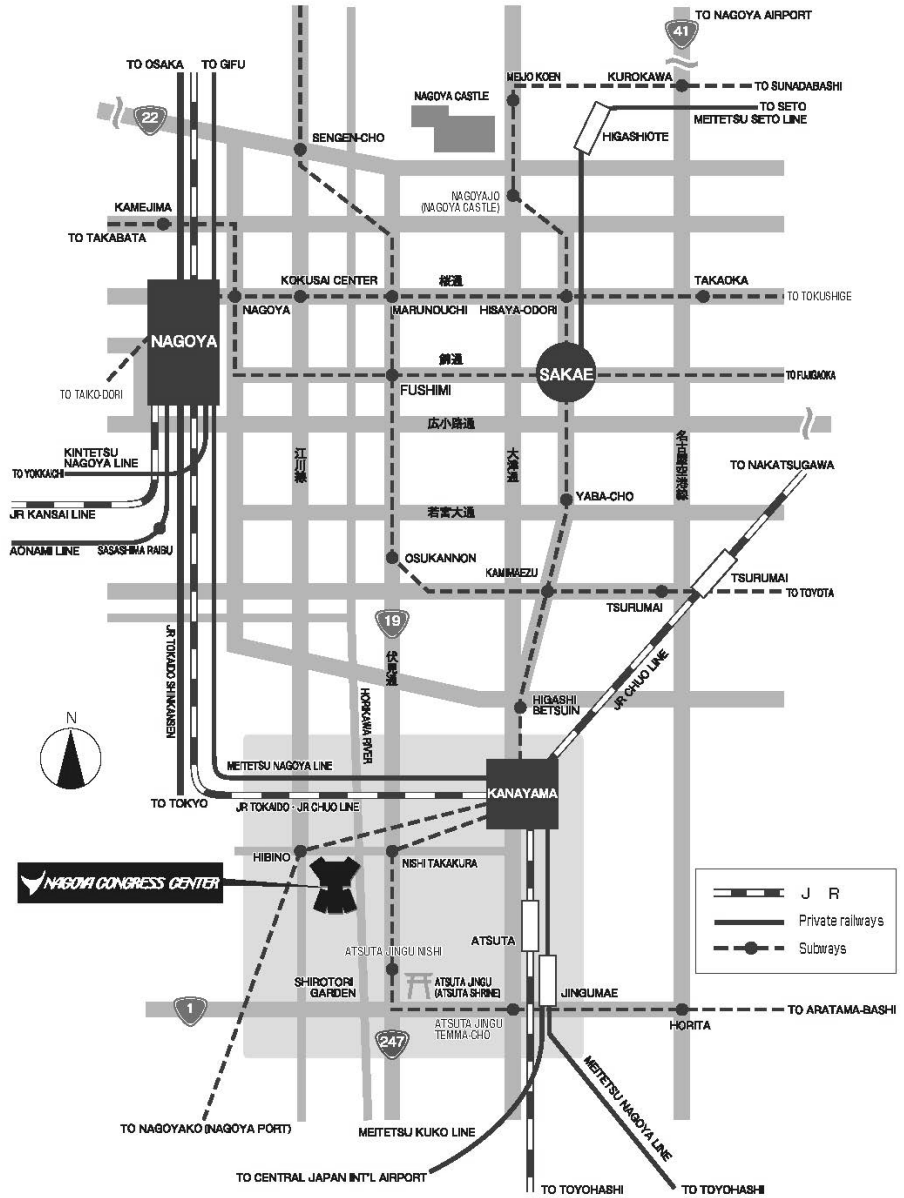 TO NAGOYA AIRPORT
41
TO OSAKA
TO GIFU
MEIJO KOEN
KUROKAWA
TO SUNADABASHI
NAGOYA CASTLE
TO SETO
MEITETSU SETO LINE
22
HIGASHIOTE
SENGEN-CHO
NAGOYAJO
(NAGOYA CASTLE)
KAMEJIMA
TO TAKABATA
KOKUSAI CENTER
桜通
TAKAOKA
NAGOYA
MARUNOUCHI
HISAYA-ODORI
TO TOKUSHIGE
NAGOYA
錦通
SAKAE
TO FUJIGAOKA
TO TAIKO-DORI
FUSHIMI
広小路通
KINTETSU
NAGOYA LINE
TO YOKKAICHI
江川線
大津通
名古屋空港線
TO NAKATSUGAWA
JR KANSAI LINE
若宮大通
YABA-CHO
AONAMI LINE
SASASHIMA RAIBU
OSUKANNON
KAMIMAEZU
TSURUMAI
TSURUMAI
TO TOYOTA
19
伏見通
JR TOKAIDO SHINKANSEN
HORIKAWA RIVER
JR CHUO LINE
HIGASHI
BETSUIN
N
MEITETSU NAGOYA LINE
KANAYAMA
TO TOKYO
JR TOKAIDO · JR CHUO LINE
HIBINO
NISHI TAKAKURA
NAGOYA CONGRESS CENTER
J R
Private railways
Subways
ATSUTA
ATSUTA JINGU NISHI
SHIROTORI
GARDEN
ATSUTA JINGU
(ATSUTA SHRINE)
JINGUMAE
1
TO ARATAMA-BASHI
ATSUTA JINGU
TEMMA-CHO
HORITA
247
MEITETSU NAGOYA LINE
TO NAGOYAKO (NAGOYA PORT)
MEITETSU KUKO LINE
TO CENTRAL JAPAN INT'L AIRPORT
TO TOYOHASHI
TO TOYOHASHI